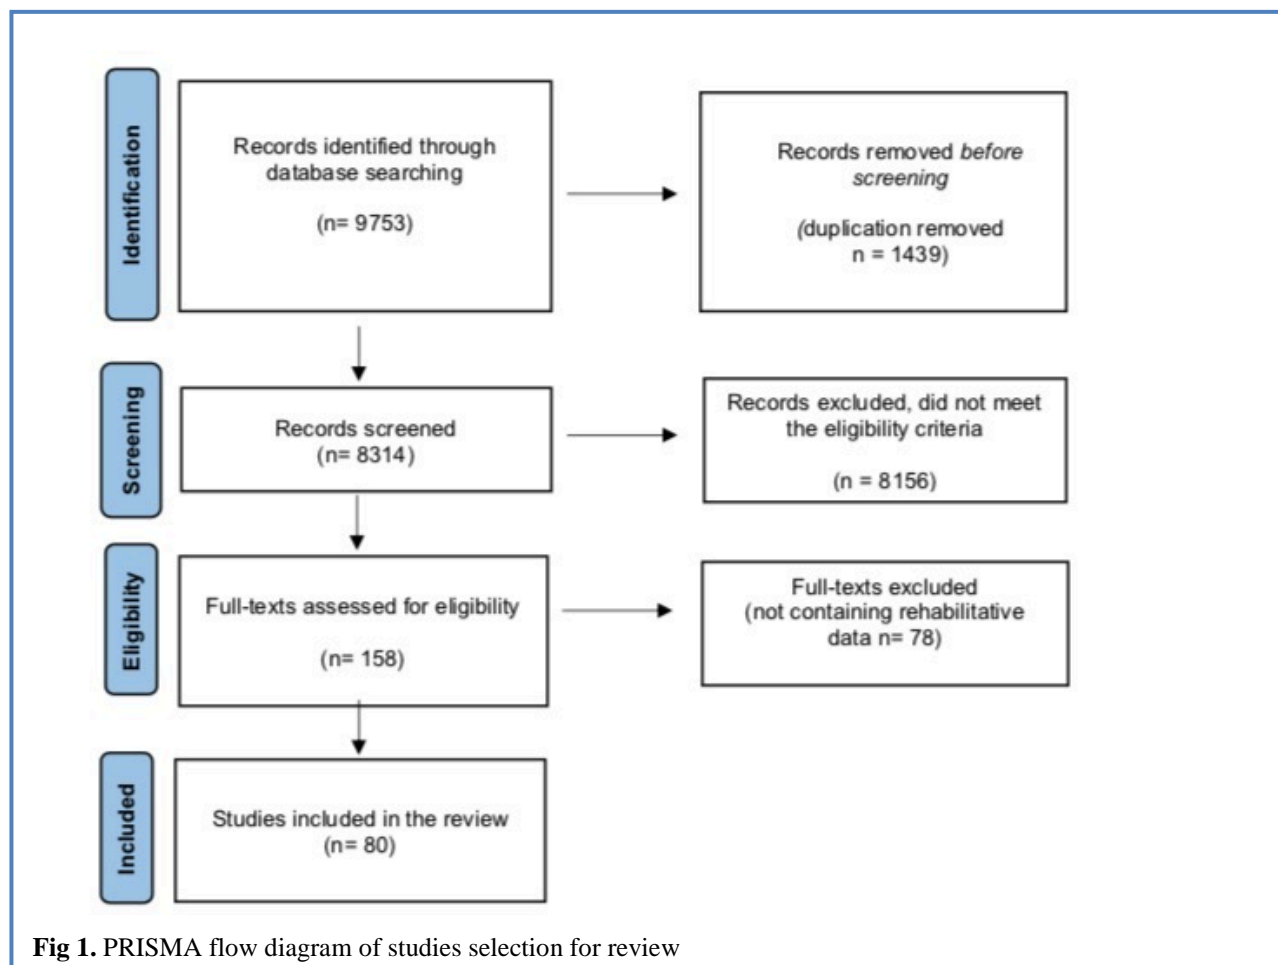 Identification
Records identified through
database searching
(n= 9753)
Records removed before
screening
(duplication removed
n = 1439)
Screening
Records screened
(n= 8314)
Records excluded, did not meet
the eligibility criteria
(n = 8156)
Eligibility
Full-texts assessed for eligibility
(n= 158)
Full-texts excluded
(not containing rehabilitative
data n= 78)
Included
Studies included in the review
(n= 80)
Fig 1. PRISMA flow diagram of studies selection for review